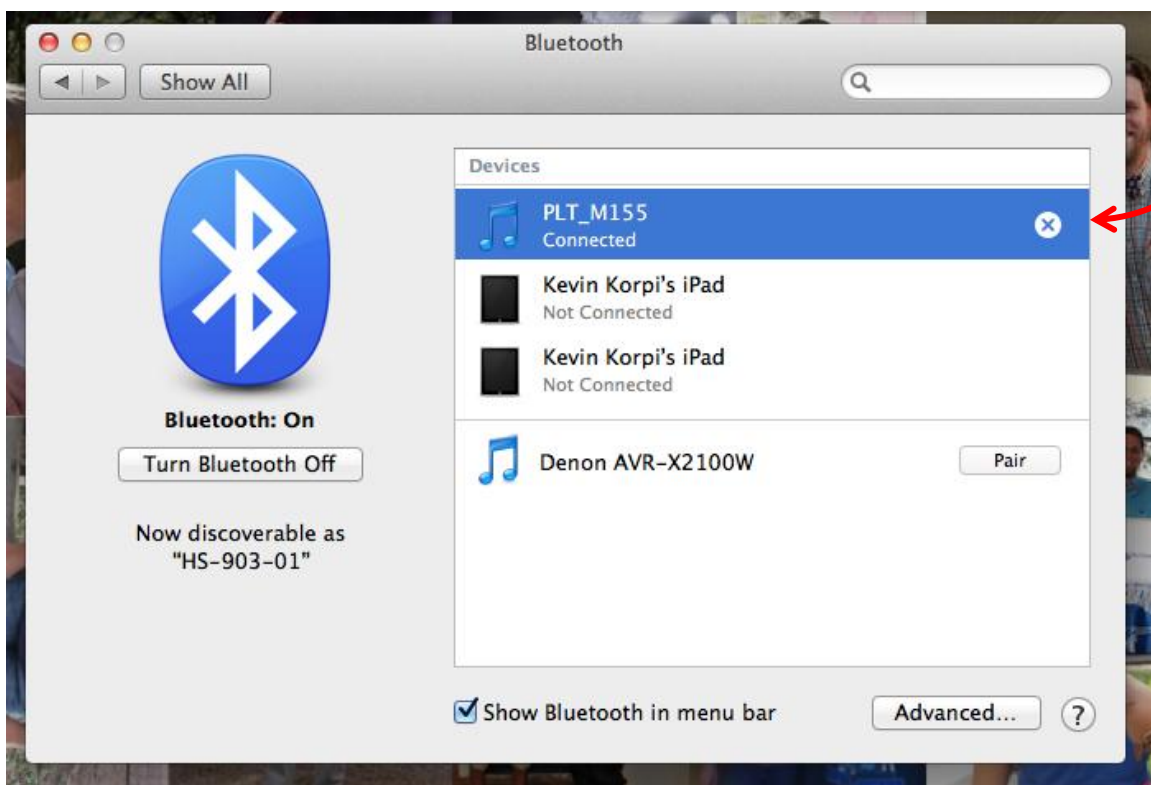 Bluetooth
Show All
Devices
PLT_M155
Connected
Kevin Korpi's iPad
Not Connected
Kevin Korpi's iPad
Not Connected
Bluetooth: On
Turn Bluetooth Off
Denon AVR-X2100W
Pair
Now discoverable as
"HS-903-01"
Show Bluetooth in menu bar
Advanced...
?